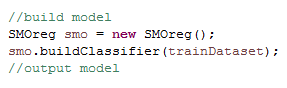 //build model
SMOreg smo = new SMOreg();
smo.buildClassifier(trainDataset);
//output model